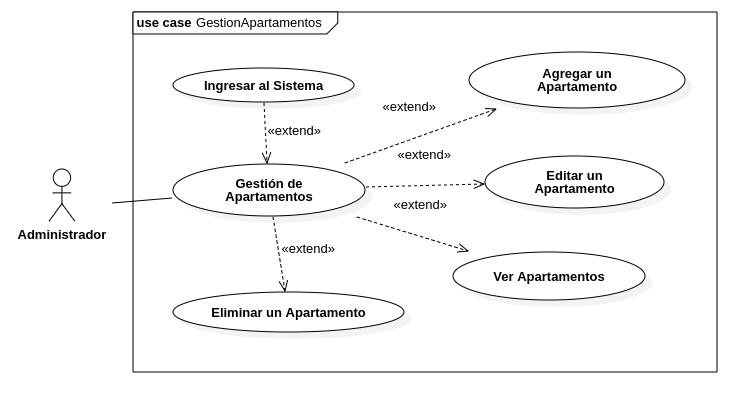 use case GestionApartamentos
Ingresar al Sistema
Agregar un
Apartamento
«extend»
«extend»
«extend»
Gestión de
Apartamentos
Editar un
Apartamento
«extend»
Administrador
«extend»
Ver Apartamentos
Eliminar un Apartamento